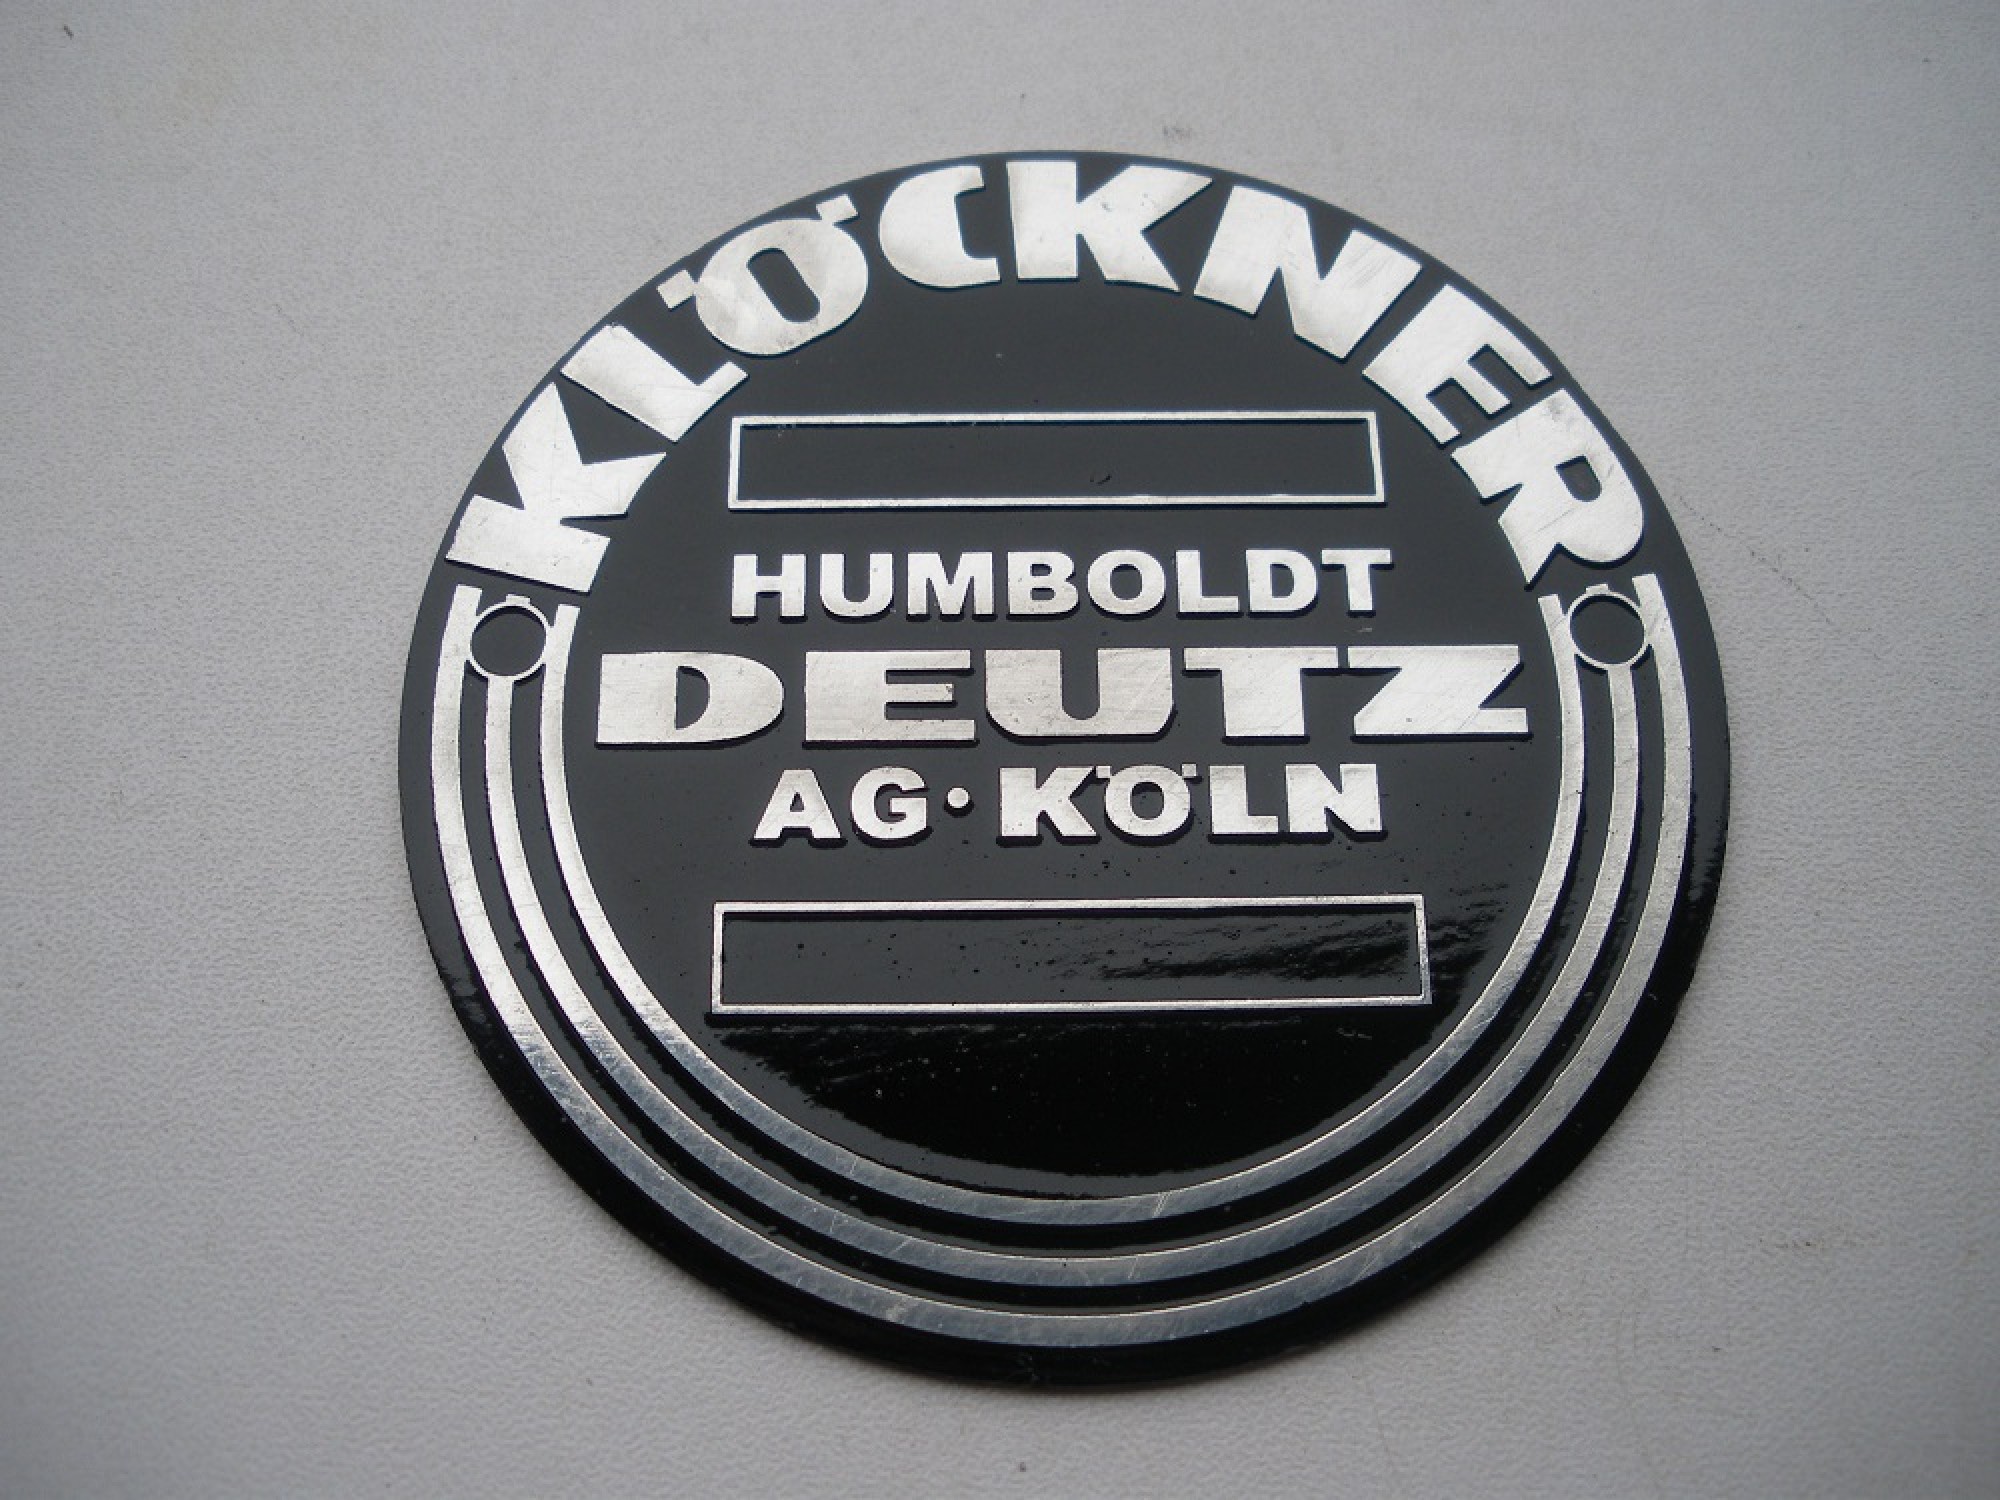 KLÖCKNER
HUMBOLDT
DEUTZ
AG·KÖLN